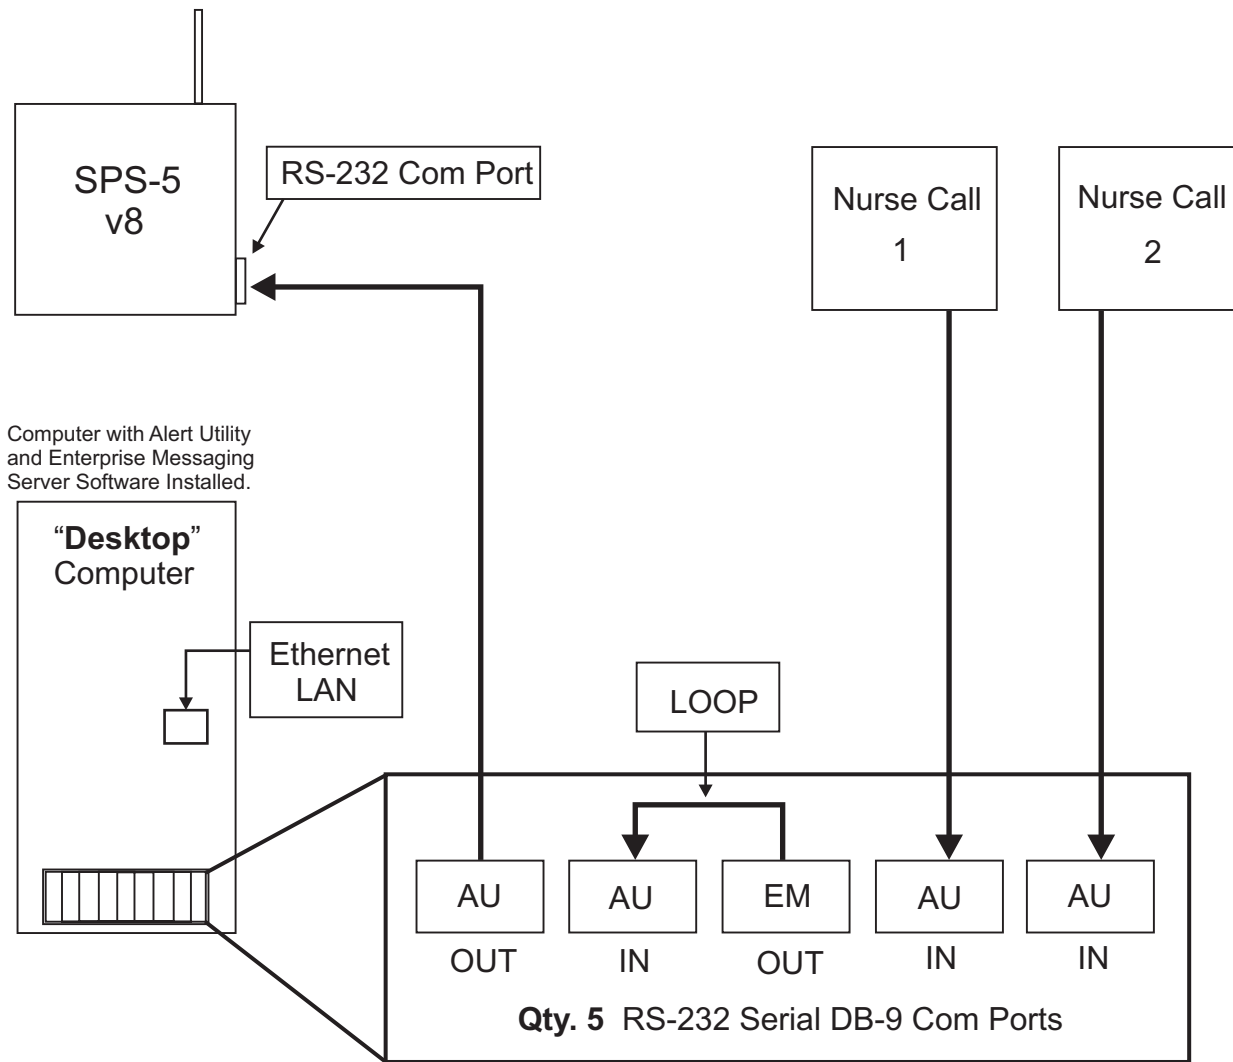 SPS-5
v8
RS-232 Com Port
Nurse Call
1
Nurse Call
2
Computer with Alert Utility
and Enterprise Messaging
Server Software Installed.
“Desktop”
Computer
Ethernet
LAN
LOOP
AU
AU
EM
AU
AU
OUT
IN
OUT
IN
IN
Qty. 5 RS-232 Serial DB-9 Com Ports